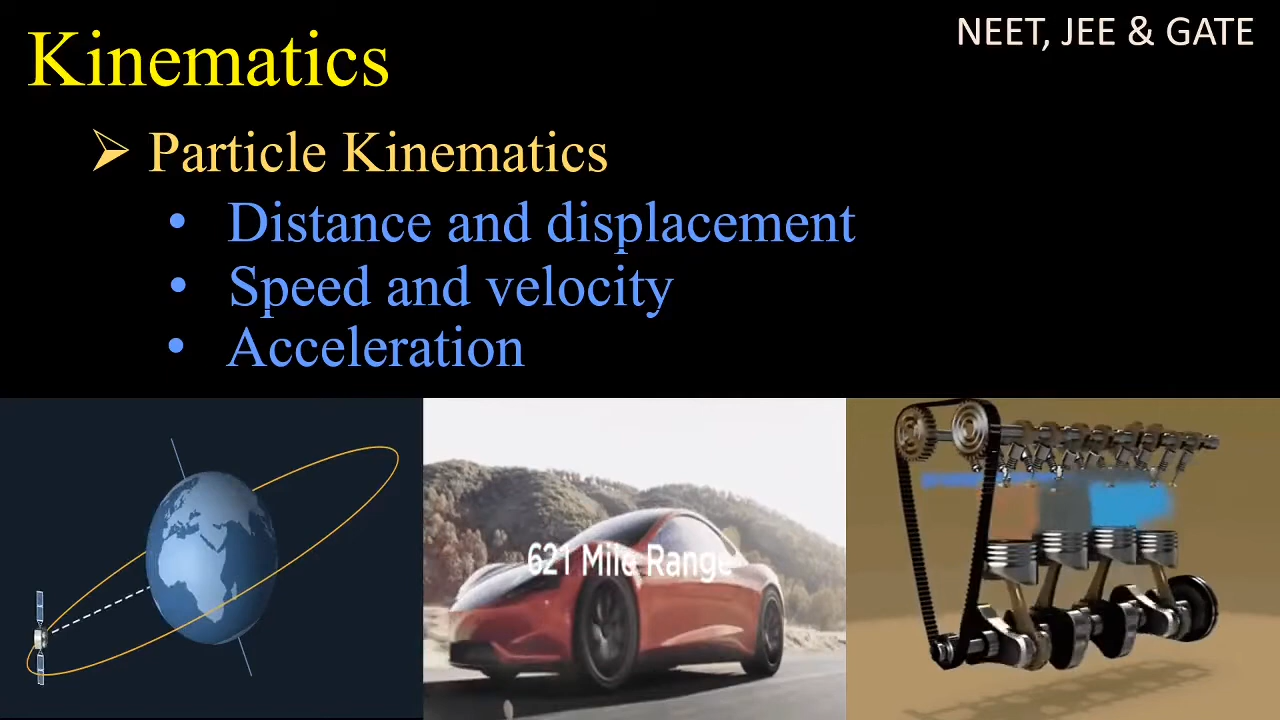 Kinematics
NEET, JEE & GATE
➢ Particle Kinematics
• Distance and displacement
• Speed and velocity
• Acceleration
621 Mile Range